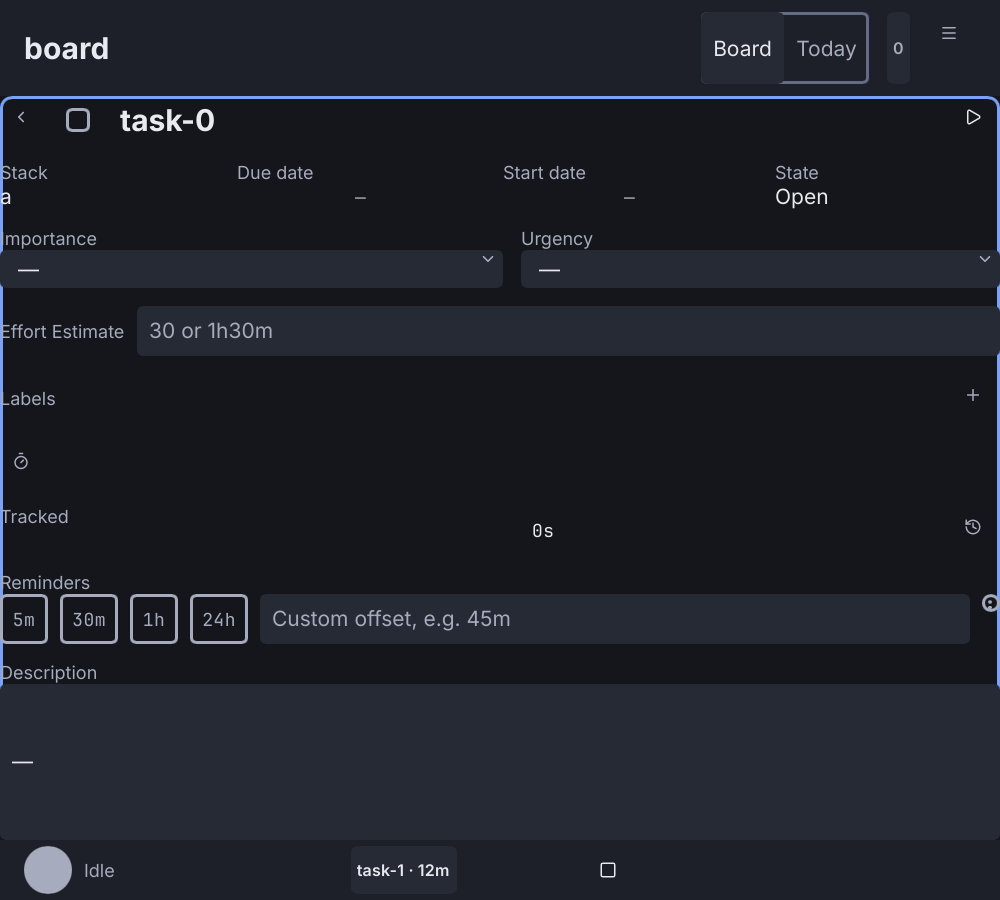 board
Board Today 0
task-0
Stack Due date Start date State
a – – Open
Importance Urgency
— —
Effort Estimate 30 or 1h30m
Labels
Tracked
0s
Reminders
5m 30m 1h 24h Custom offset, e.g. 45m
Description
—
Idle task-1 · 12m